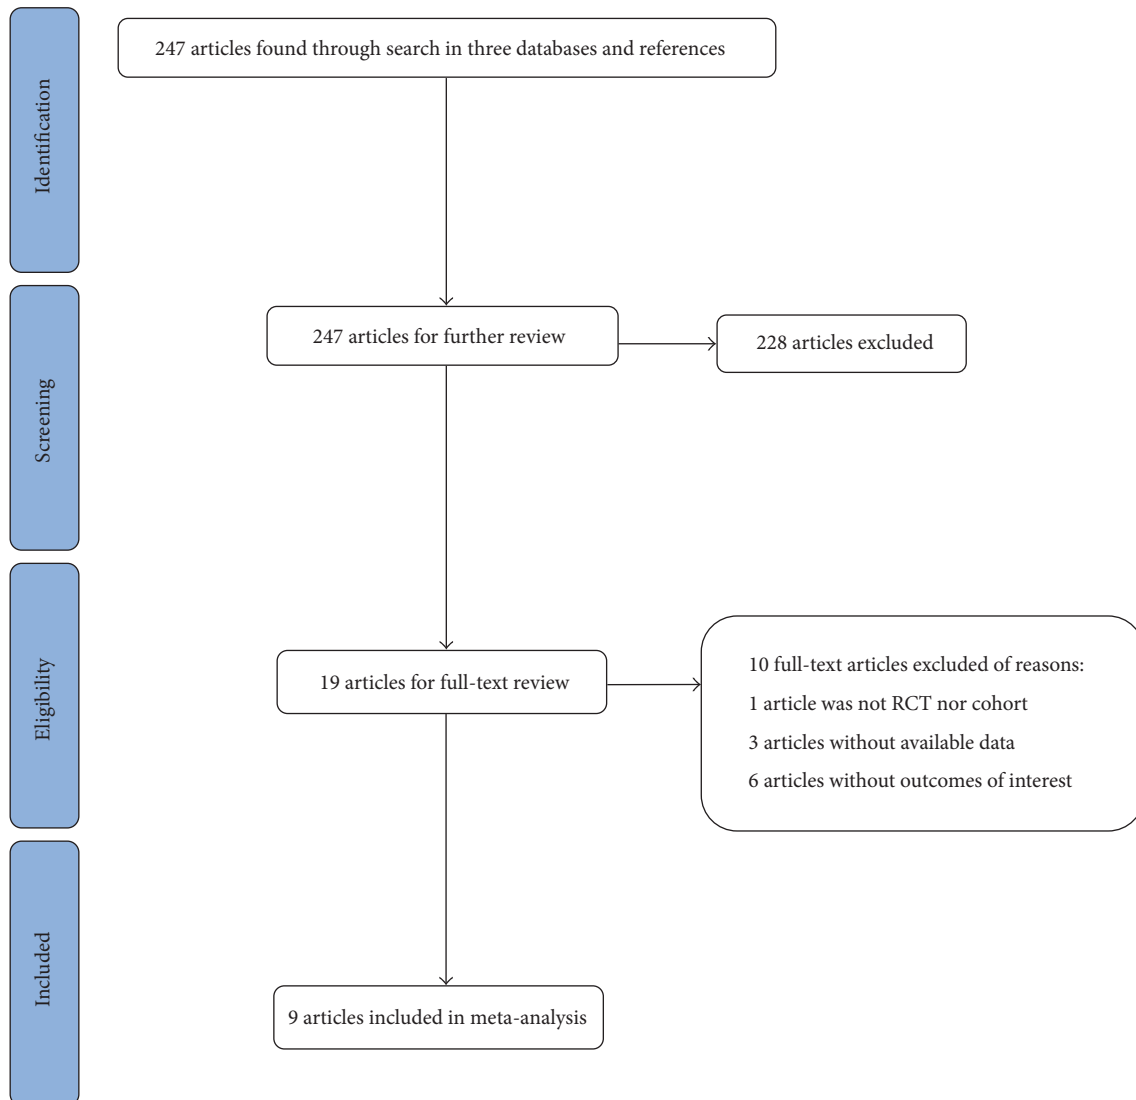 Identification
247 articles found through search in three databases and references
Screening
247 articles for further review
228 articles excluded
Eligibility
19 articles for full-text review
10 full-text articles excluded of reasons:
1 article was not RCT nor cohort
3 articles without available data
6 articles without outcomes of interest
Included
9 articles included in meta-analysis